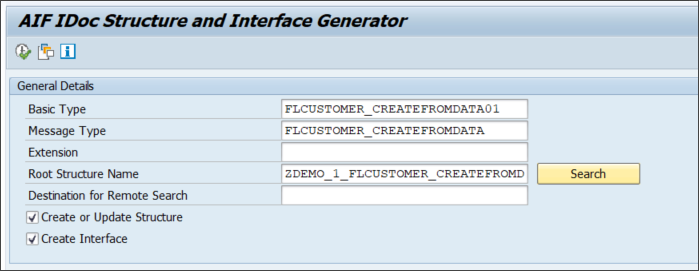 AIF IDoc Structure and Interface Generator
General Details
Basic Type FLCUSTOMER_CREATEFROMDATA01
Message Type FLCUSTOMER_CREATEFROMDATA
Extension
Root Structure Name ZDEMO_1_FLCUSTOMER_CREATEFROMD Search
Destination for Remote Search
Create or Update Structure
Create Interface